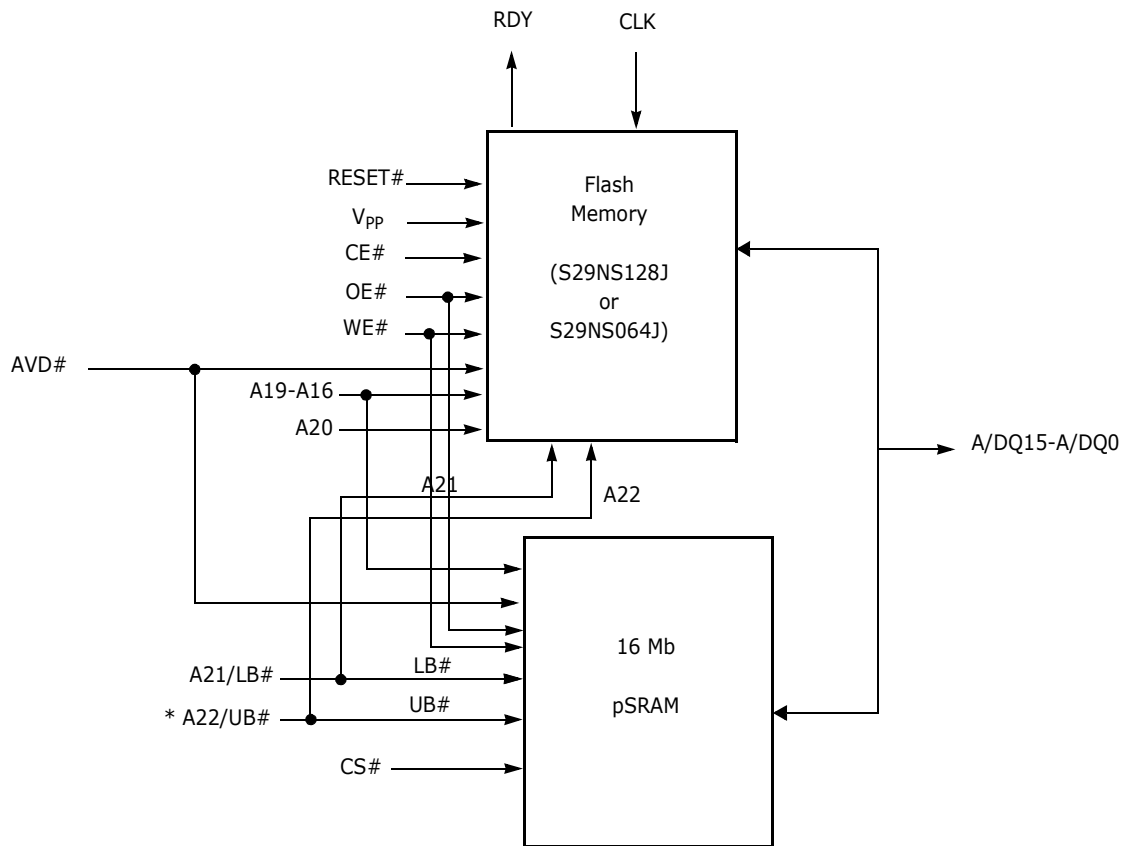 RDY
CLK
RESET#
VPP
CE#
OE#
WE#
AVD#
A19-A16
A20
Flash
Memory
(S29NS128J
or
S29NS064J)
A/DQ15-A/DQ0
A21
A22
16 Mb
pSRAM
A21/LB#
LB#
* A22/UB#
UB#
CS#